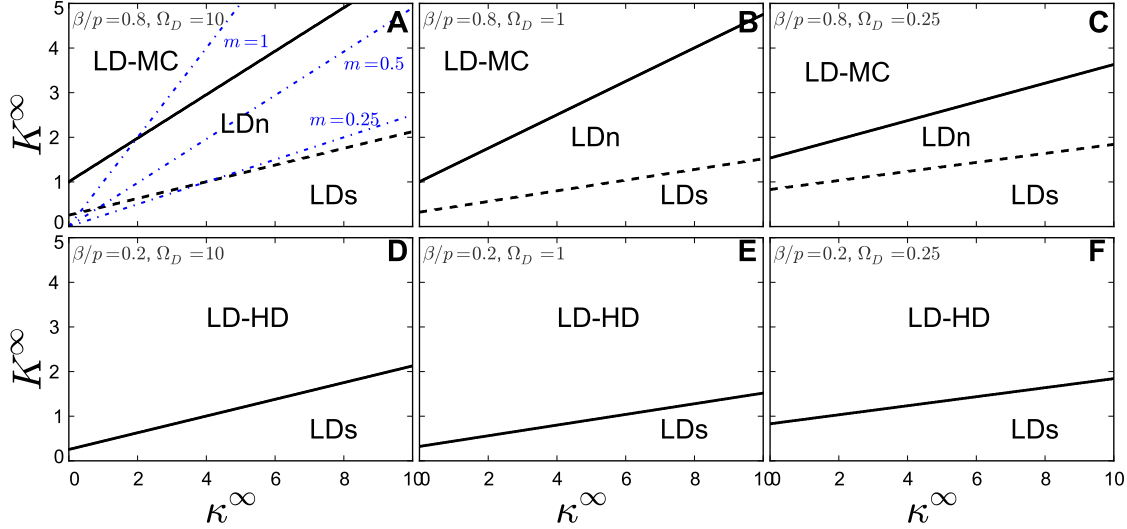 β/p=0.8, Ω_D=10
A
m=1
LD-MC
m=0.5
LDn
m=0.25
LDs
5
4
3
2
1
0
K^∞
β/p=0.8, Ω_D=1
B
LD-MC
LDn
LDs
β/p=0.8, Ω_D=0.25
C
LD-MC
LDn
LDs
β/p=0.2, Ω_D=10
D
LD-HD
LDs
5
4
3
2
1
0
K^∞
0 2 4 6 8 10
κ^∞
β/p=0.2, Ω_D=1
E
LD-HD
LDs
0 2 4 6 8 10
κ^∞
β/p=0.2, Ω_D=0.25
F
LD-HD
LDs
0 2 4 6 8 10
κ^∞